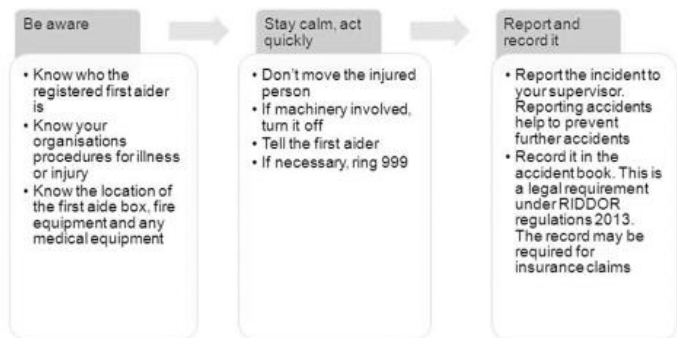 Be aware
• Know who the
registered first aider
is
• Know your
organisations
procedures for illness
or injury
• Know the location of
the first aide box, fire
equipment and any
medical equipment
Stay calm, act
quickly
• Don't move the injured
person
• If machinery involved,
turn it off
• Tell the first aider
• If necessary, ring 999
Report and
record it
• Report the incident to
your supervisor.
Reporting accidents
help to prevent
further accidents
• Record it in the
accident book. This is
a legal requirement
under RIDDOR
regulations 2013.
The record may be
required for
insurance claims